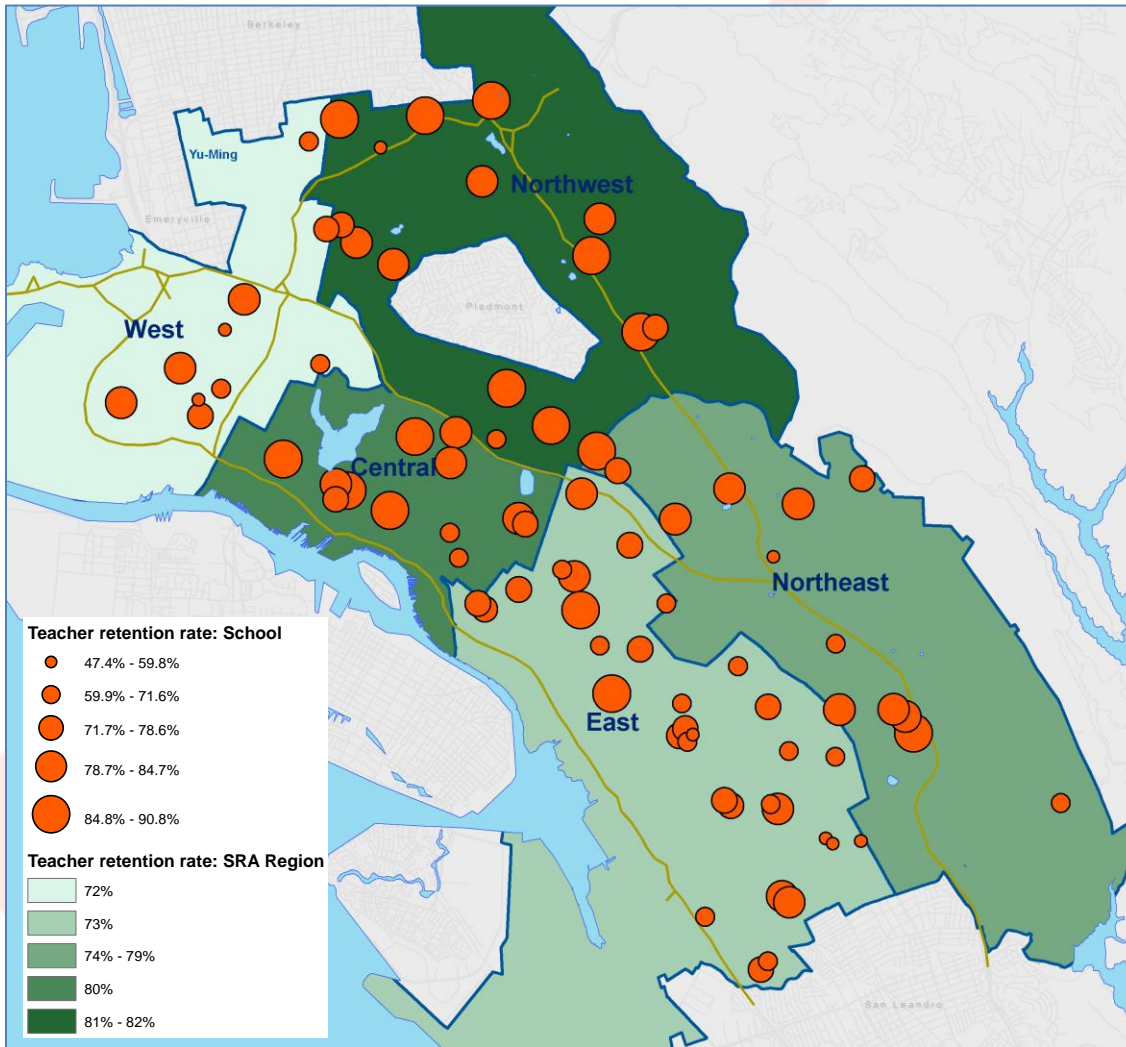 Berkeley
Yu-Ming
Northwest
Emeryville
Piedmont
West
Central
Northeast
East
San Leandro
Teacher retention rate: School
47.4% - 59.8%
59.9% - 71.6%
71.7% - 78.6%
78.7% - 84.7%
84.8% - 90.8%
Teacher retention rate: SRA Region
72%
73%
74% - 79%
80%
81% - 82%